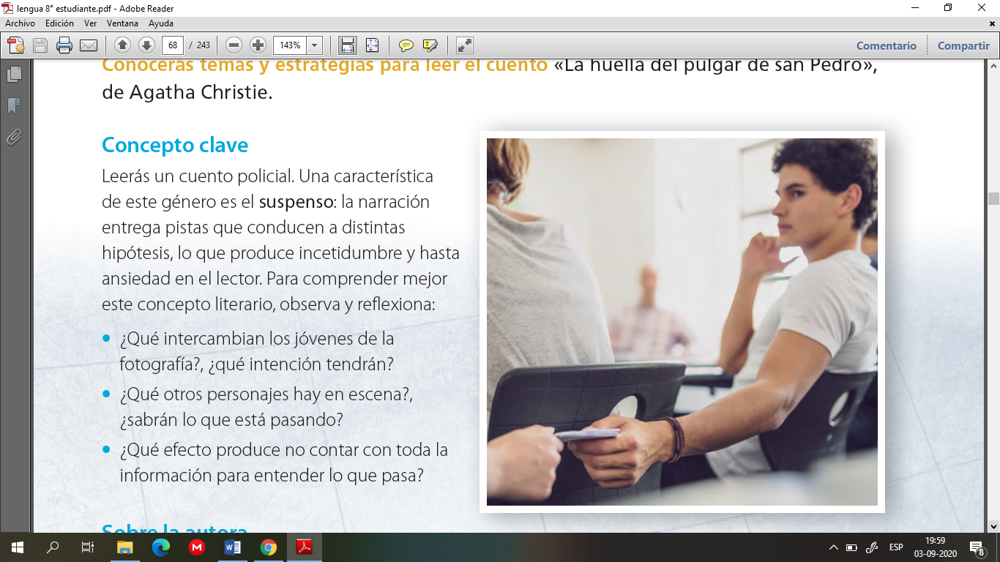 lengua 8° estudiante.pdf - Adobe Reader
Archivo Edición Ver Ventana Ayuda
68 / 243 143% Comentario Compartir
Conocerás temas y estrategias para leer el cuento «La huella del pulgar de san Pedro»,
de Agatha Christie.
Concepto clave
Leerás un cuento policial. Una característica
de este género es el suspenso: la narración
entrega pistas que conducen a distintas
hipótesis, lo que produce incetidumbre y hasta
ansiedad en el lector. Para comprender mejor
este concepto literario, observa y reflexiona:
• ¿Qué intercambian los jóvenes de la
fotografía?, ¿qué intención tendrán?
• ¿Qué otros personajes hay en escena?,
¿sabrán lo que está pasando?
• ¿Qué efecto produce no contar con toda la
información para entender lo que pasa?
Sobre la autora
ESP
19:59
03-09-2020
8